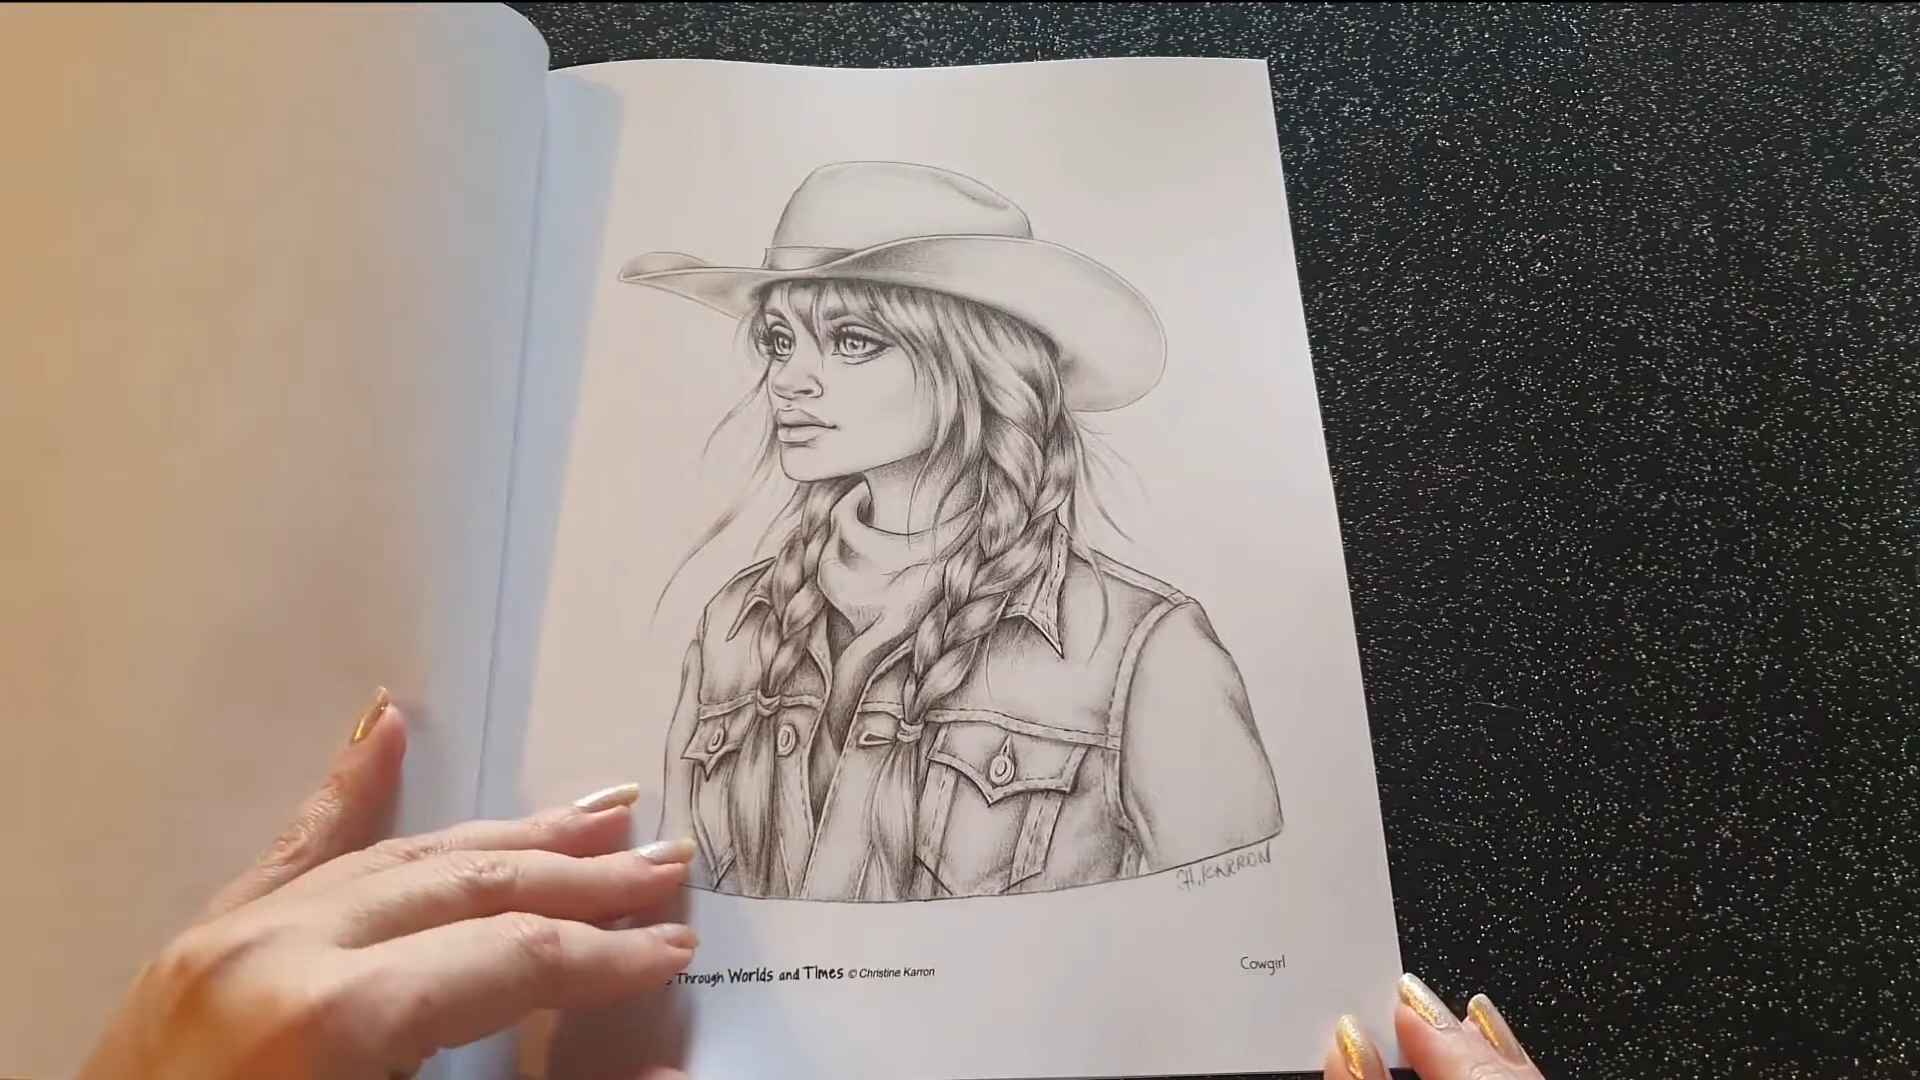 CH. KARRON
Through Worlds and Times © Christine Karron
Cowgirl